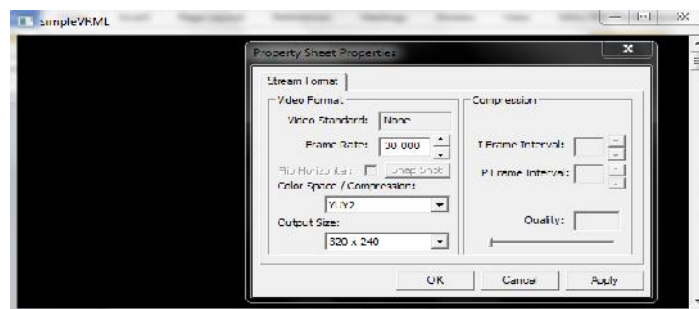 simpleVRML
Property Sheet Properties
Stream Format
Video Format
Video Standard: None
Frame Rate: 30.000
Flip Horizontal: Snap Shot
Color Space / Compression:
YUY2
Output Size:
320 x 240
Compression
I Frame Interval:
P Frame Interval:
Quality:
OK Cancel Apply